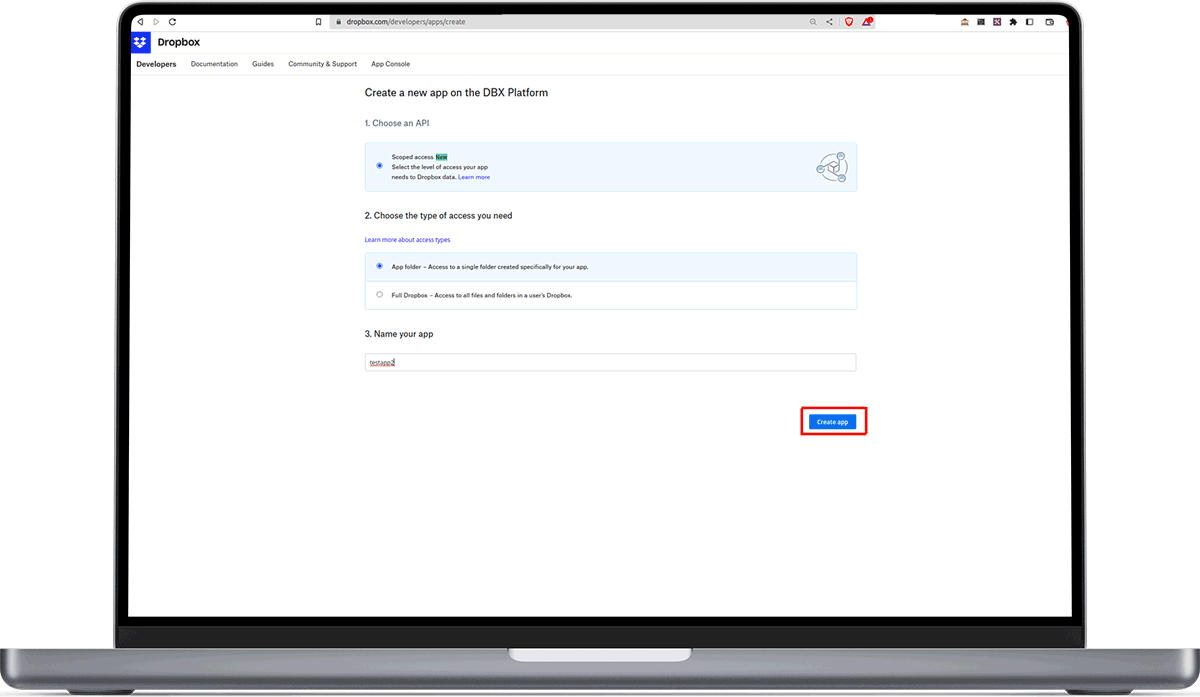 dropbox.com/developers/apps/create
Dropbox
Developers Documentation Guides Community & Support App Console
Create a new app on the DBX Platform
1. Choose an API
Scoped access New
Select the level of access your app
needs to Dropbox data. Learn more
2. Choose the type of access you need
Learn more about access types
App folder – Access to a single folder created specifically for your app.
Full Dropbox – Access to all files and folders in a user's Dropbox.
3. Name your app
testapp2
Create app